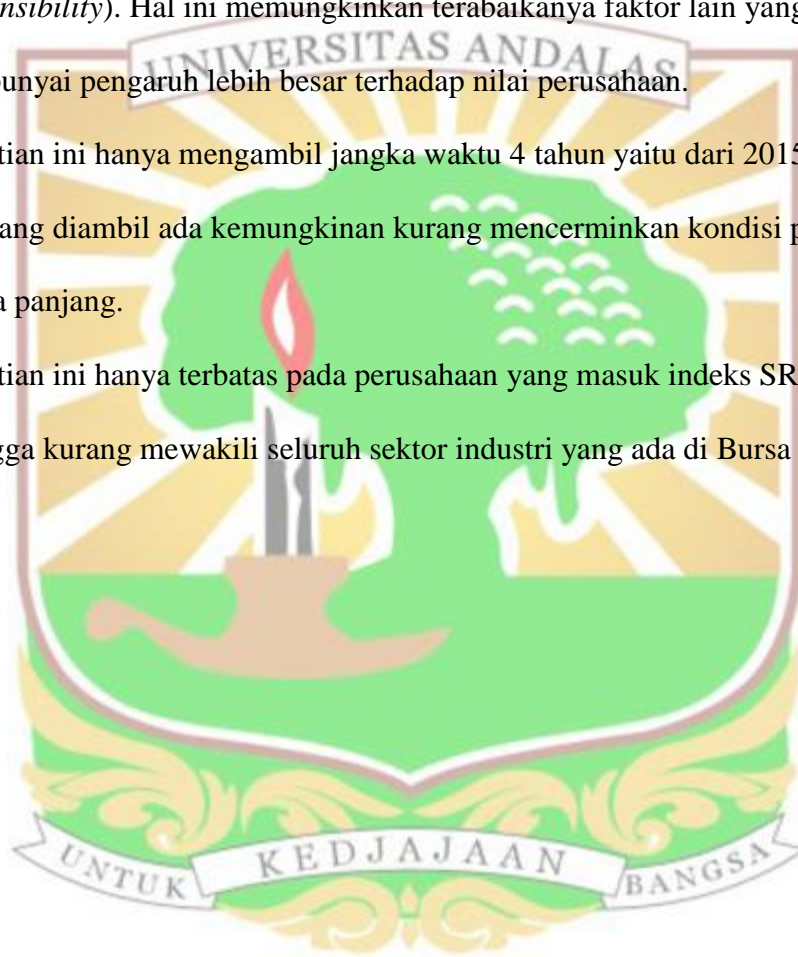 nsibility). Hal ini memungkinkan terabaikanya faktor lain yang
UNIVERSITAS ANDALAS
punyai pengaruh lebih besar terhadap nilai perusahaan.
tian ini hanya mengambil jangka waktu 4 tahun yaitu dari 2015
ang diambil ada kemungkinan kurang mencerminkan kondisi p
a panjang.
tian ini hanya terbatas pada perusahaan yang masuk indeks SR
gga kurang mewakili seluruh sektor industri yang ada di Bursa
UNTUK KEDJAJAAN BANGSA